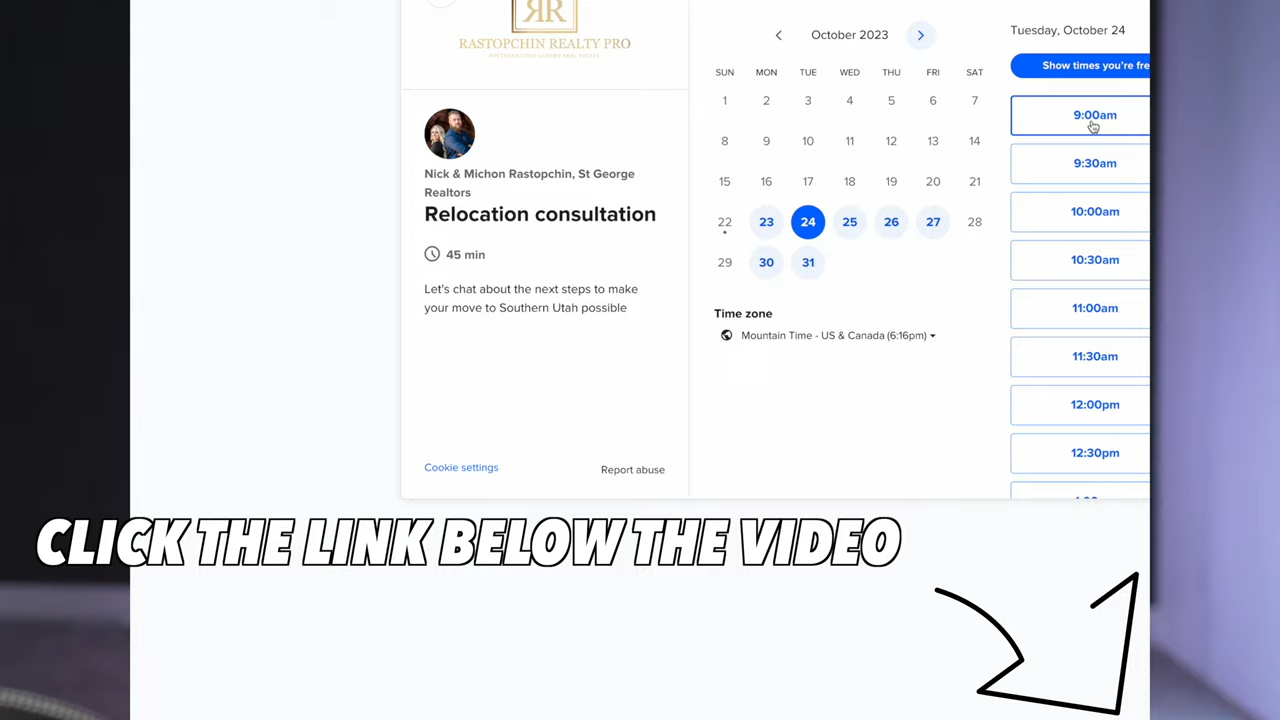 RR
RASTOPCHIN REALTY PRO
Nick & Michon Rastopchin, St George
Realtors
Relocation consultation
45 min
Let's chat about the next steps to make
your move to Southern Utah possible
Cookie settings
Report abuse
October 2023
SUN MON TUE WED THU FRI SAT
1 2 3 4 5 6 7
8 9 10 11 12 13 14
15 16 17 18 19 20 21
22 23 24 25 26 27 28
29 30 31
Time zone
Mountain Time - US & Canada (6:16pm)
Tuesday, October 24
Show times you're fre
9:00am
9:30am
10:00am
10:30am
11:00am
11:30am
12:00pm
12:30pm
CLICK THE LINK BELOW THE VIDEO